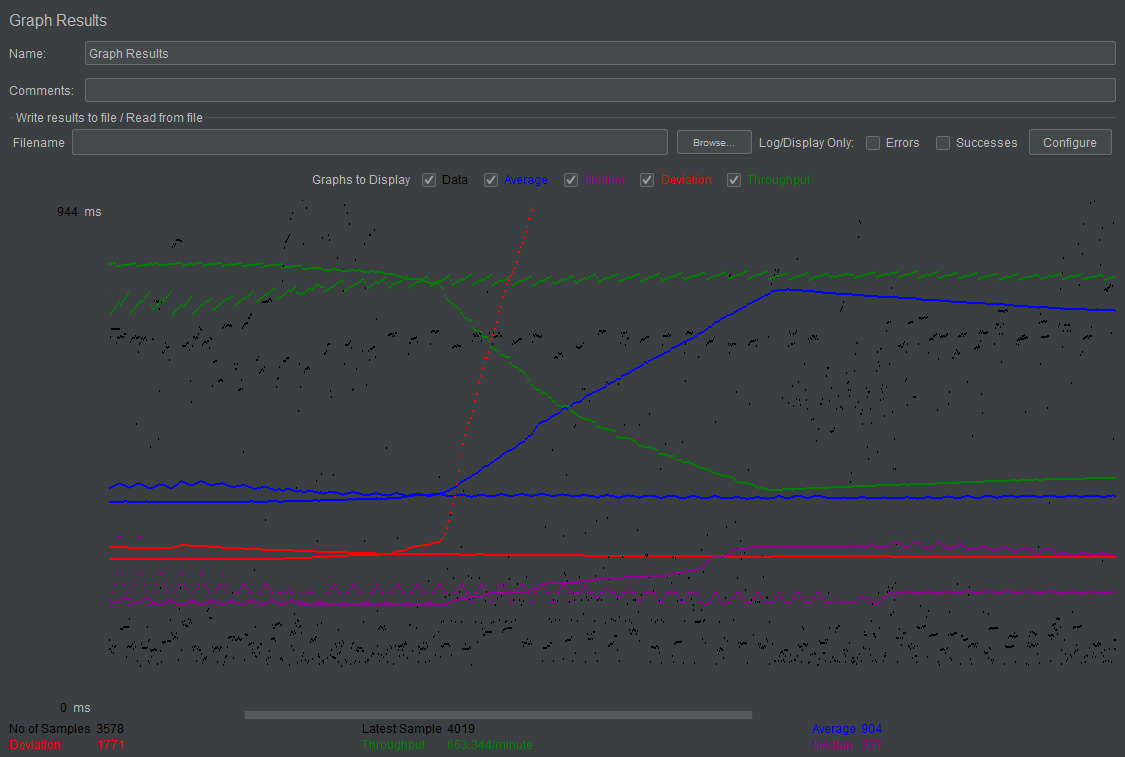 Graph Results
Name: Graph Results
Comments:
Write results to file / Read from file
Filename Browse... Log/Display Only: Errors Successes Configure
Graphs to Display Data Average Median Deviation Throughput
944 ms
0 ms
No of Samples 3578 Latest Sample 4019 Average 904
Deviation 1771 Throughput 563.344/minute Median 337